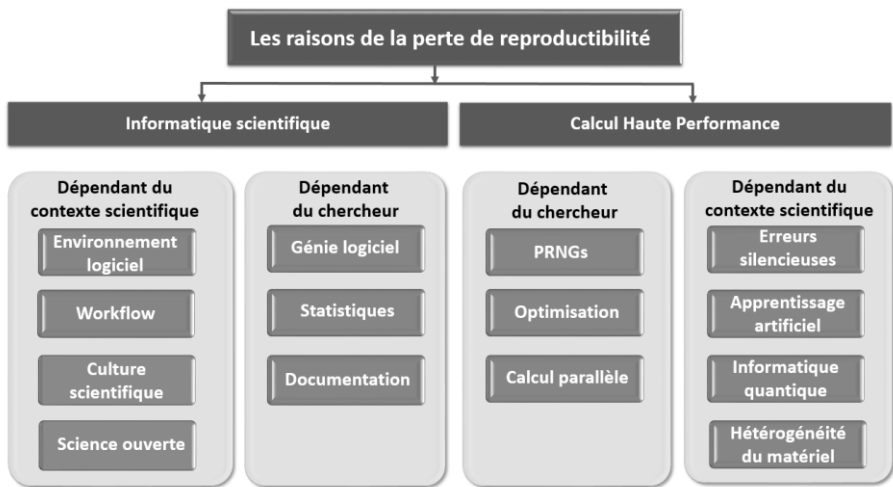 Les raisons de la perte de reproductibilité
Informatique scientifique
Calcul Haute Performance
Dépendant du
contexte scientifique
Environnement
logiciel
Workflow
Culture
scientifique
Science ouverte
Dépendant
du chercheur
Génie logiciel
Statistiques
Documentation
Dépendant
du chercheur
PRNGs
Optimisation
Calcul parallèle
Dépendant du
contexte scientifique
Erreurs
silencieuses
Apprentissage
artificiel
Informatique
quantique
Hétérogénéité
du matériel